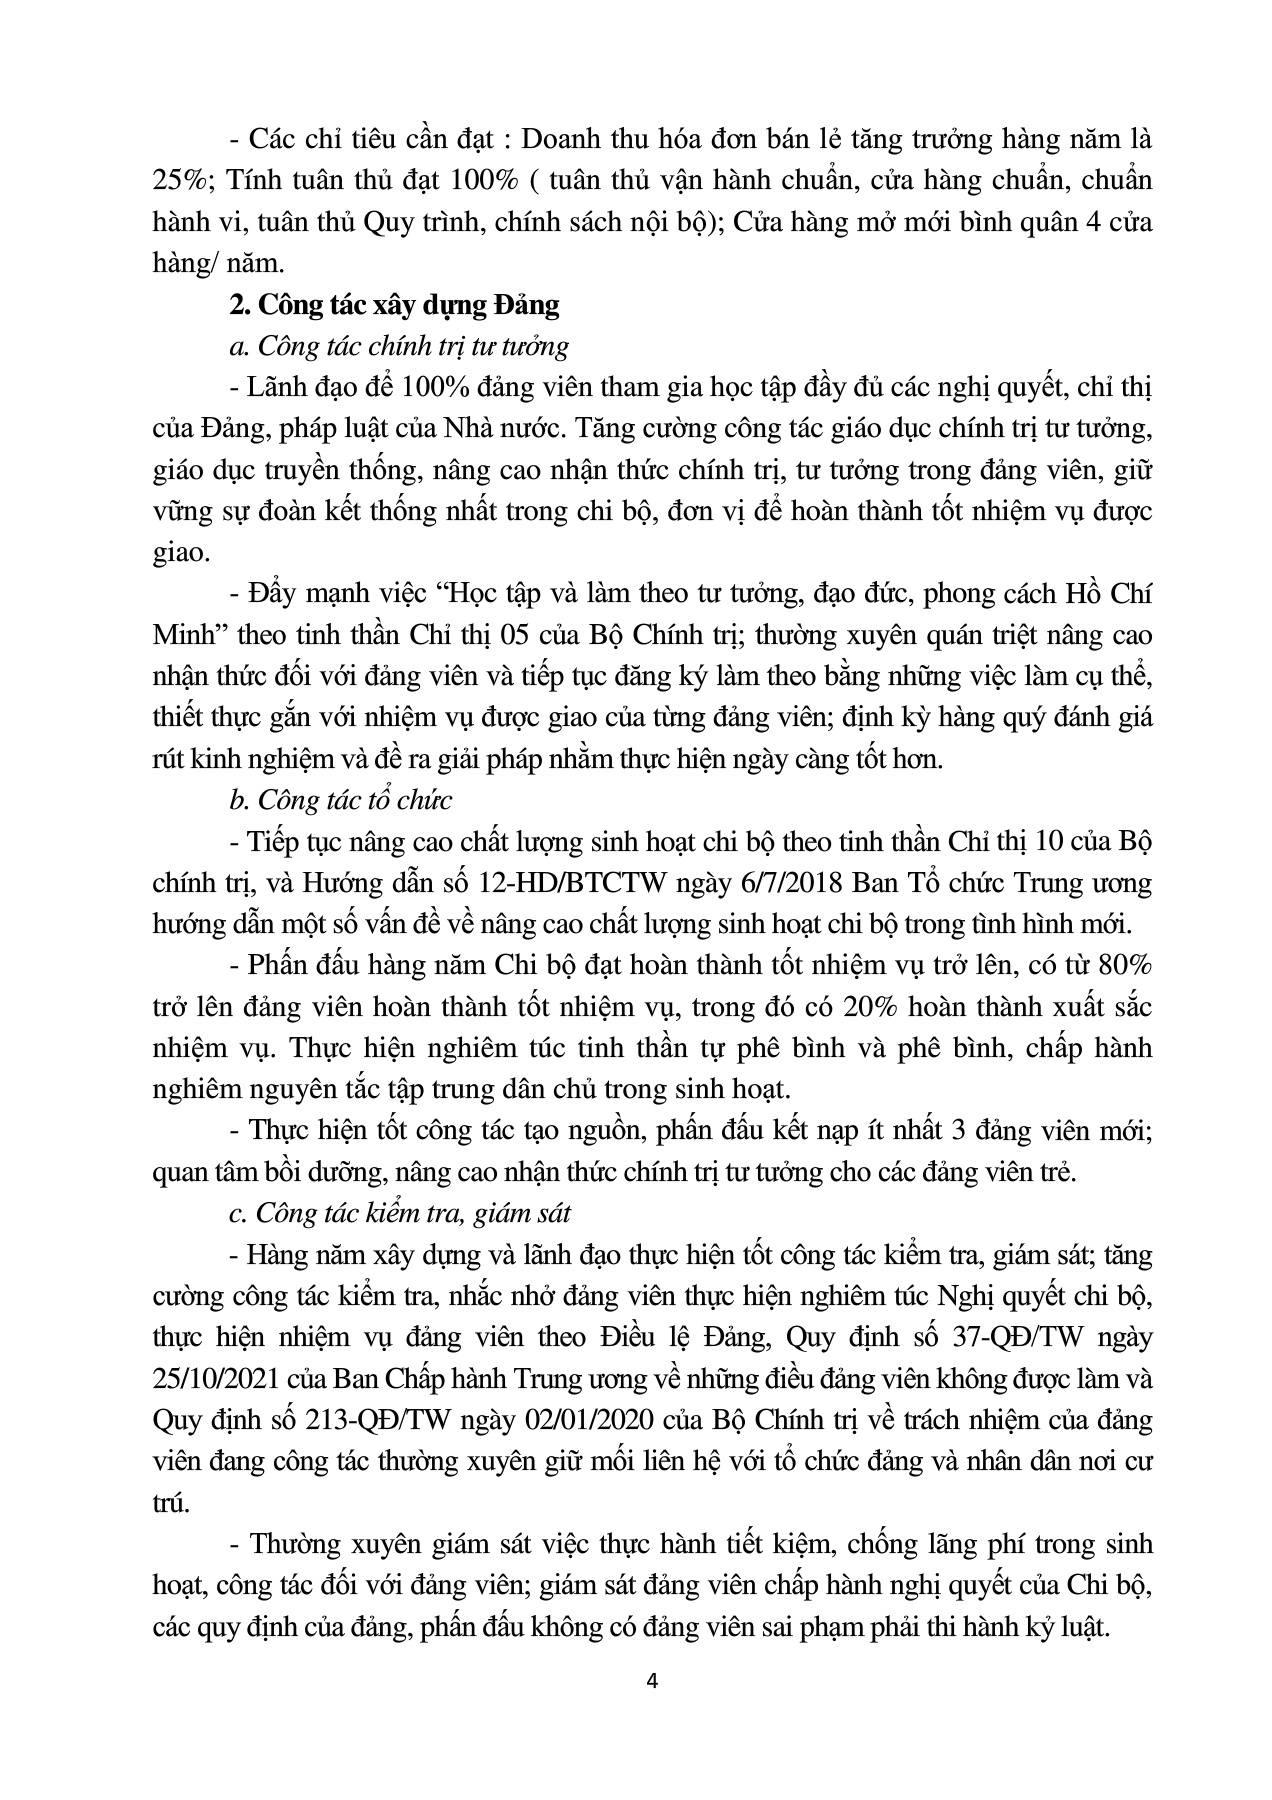 - Các chỉ tiêu cần đạt : Doanh thu hóa đơn bán lẻ tăng trưởng hàng năm là
25%; Tính tuân thủ đạt 100% ( tuân thủ vận hành chuẩn, cửa hàng chuẩn, chuẩn
hành vi, tuân thủ Quy trình, chính sách nội bộ); Cửa hàng mở mới bình quân 4 cửa
hàng/ năm.
2. Công tác xây dựng Đảng
a. Công tác chính trị tư tưởng
- Lãnh đạo để 100% đảng viên tham gia học tập đầy đủ các nghị quyết, chỉ thị
của Đảng, pháp luật của Nhà nước. Tăng cường công tác giáo dục chính trị tư tưởng,
giáo dục truyền thống, nâng cao nhận thức chính trị, tư tưởng trong đảng viên, giữ
vững sự đoàn kết thống nhất trong chi bộ, đơn vị để hoàn thành tốt nhiệm vụ được
giao.
- Đẩy mạnh việc “Học tập và làm theo tư tưởng, đạo đức, phong cách Hồ Chí
Minh” theo tinh thần Chỉ thị 05 của Bộ Chính trị; thường xuyên quán triệt nâng cao
nhận thức đối với đảng viên và tiếp tục đăng ký làm theo bằng những việc làm cụ thể,
thiết thực gắn với nhiệm vụ được giao của từng đảng viên; định kỳ hàng quý đánh giá
rút kinh nghiệm và đề ra giải pháp nhằm thực hiện ngày càng tốt hơn.
b. Công tác tổ chức
- Tiếp tục nâng cao chất lượng sinh hoạt chi bộ theo tinh thần Chỉ thị 10 của Bộ
chính trị, và Hướng dẫn số 12-HD/BTCTW ngày 6/7/2018 Ban Tổ chức Trung ương
hướng dẫn một số vấn đề về nâng cao chất lượng sinh hoạt chi bộ trong tình hình mới.
- Phấn đấu hàng năm Chi bộ đạt hoàn thành tốt nhiệm vụ trở lên, có từ 80%
trở lên đảng viên hoàn thành tốt nhiệm vụ, trong đó có 20% hoàn thành xuất sắc
nhiệm vụ. Thực hiện nghiêm túc tinh thần tự phê bình và phê bình, chấp hành
nghiêm nguyên tắc tập trung dân chủ trong sinh hoạt.
- Thực hiện tốt công tác tạo nguồn, phấn đấu kết nạp ít nhất 3 đảng viên mới;
quan tâm bồi dưỡng, nâng cao nhận thức chính trị tư tưởng cho các đảng viên trẻ.
c. Công tác kiểm tra, giám sát
- Hàng năm xây dựng và lãnh đạo thực hiện tốt công tác kiểm tra, giám sát; tăng
cường công tác kiểm tra, nhắc nhở đảng viên thực hiện nghiêm túc Nghị quyết chi bộ,
thực hiện nhiệm vụ đảng viên theo Điều lệ Đảng, Quy định số 37-QĐ/TW ngày
25/10/2021 của Ban Chấp hành Trung ương về những điều đảng viên không được làm và
Quy định số 213-QĐ/TW ngày 02/01/2020 của Bộ Chính trị về trách nhiệm của đảng
viên đang công tác thường xuyên giữ mối liên hệ với tổ chức đảng và nhân dân nơi cư
trú.
- Thường xuyên giám sát việc thực hành tiết kiệm, chống lãng phí trong sinh
hoạt, công tác đối với đảng viên; giám sát đảng viên chấp hành nghị quyết của Chi bộ,
các quy định của đảng, phấn đấu không có đảng viên sai phạm phải thi hành kỷ luật.
4